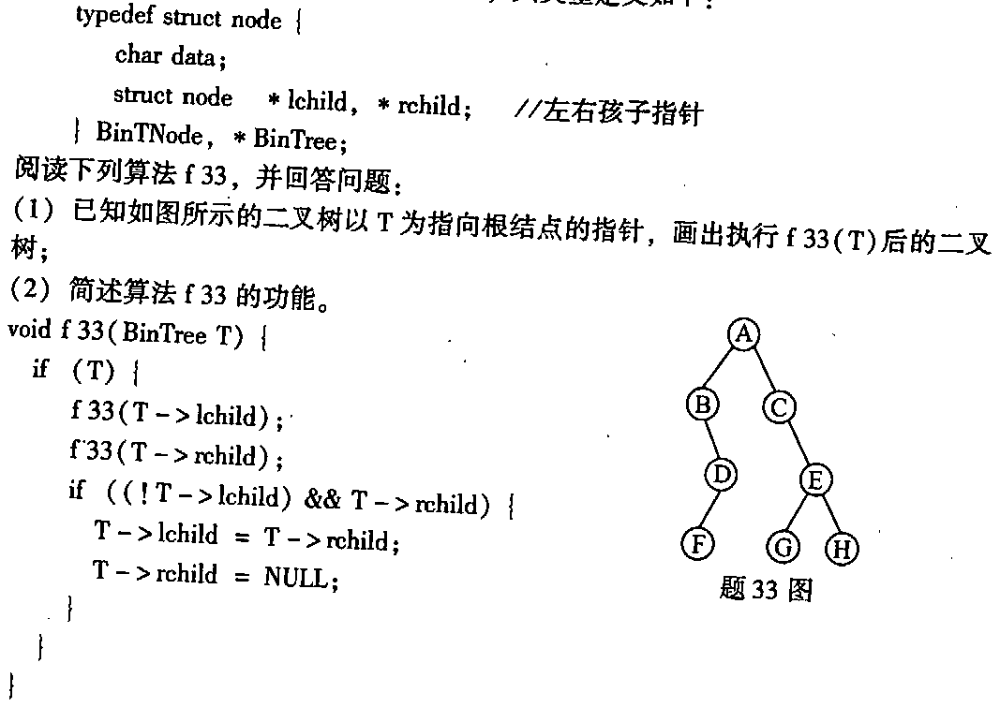 typedef struct node {
char data;
struct node * lchild, * rchild; //左右孩子指针
} BinTNode, * BinTree;
阅读下列算法 f 33，并回答问题：
(1) 已知如图所示的二叉树以 T 为指向根结点的指针，画出执行 f 33(T)后的二叉
树；
(2) 简述算法 f 33 的功能。
void f 33(BinTree T) {
if (T) {
f 33(T -> lchild);
f 33(T -> rchild);
if ((! T -> lchild) && T -> rchild) {
T -> lchild = T -> rchild;
T -> rchild = NULL;
}
}
}
A
B C
D E
F G H
题 33 图